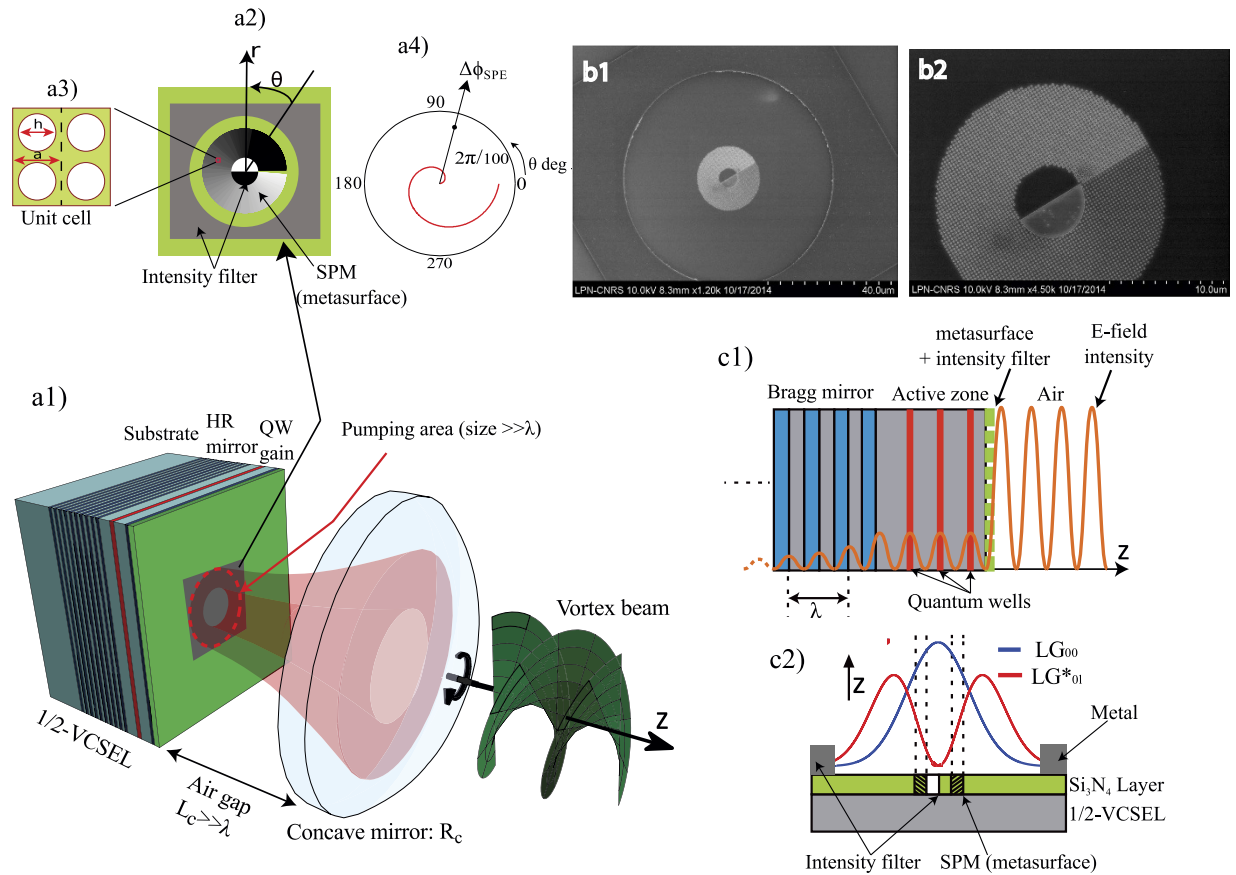 a2)
a4)
a3)
r
θ
Δϕ_SPE
90
b1
b2
h
a
2π/100
θ deg.
180
0
270
Unit cell
Intensity filter
SPM
(metasurface)
LPN-CNRS 10.0kV 8.3mm x1.20k 10/17/2014
40.0um
LPN-CNRS 10.0kV 8.3mm x4.50k 10/17/2014
10.0um
a1)
Substrate
HR
mirror
QW
gain
Pumping area (size >>λ)
Vortex beam
Z
1/2-VCSEL
Air gap
L_c>>λ
Concave mirror: R_c
c1)
metasurface
+ intensity filter
E-field
intensity
Bragg mirror
Active zone
Air
Z
λ
Quantum wells
c2)
Z
LG₀₀
LG*₀₁
Metal
Si₃N₄ Layer
1/2-VCSEL
Intensity filter
SPM (metasurface)